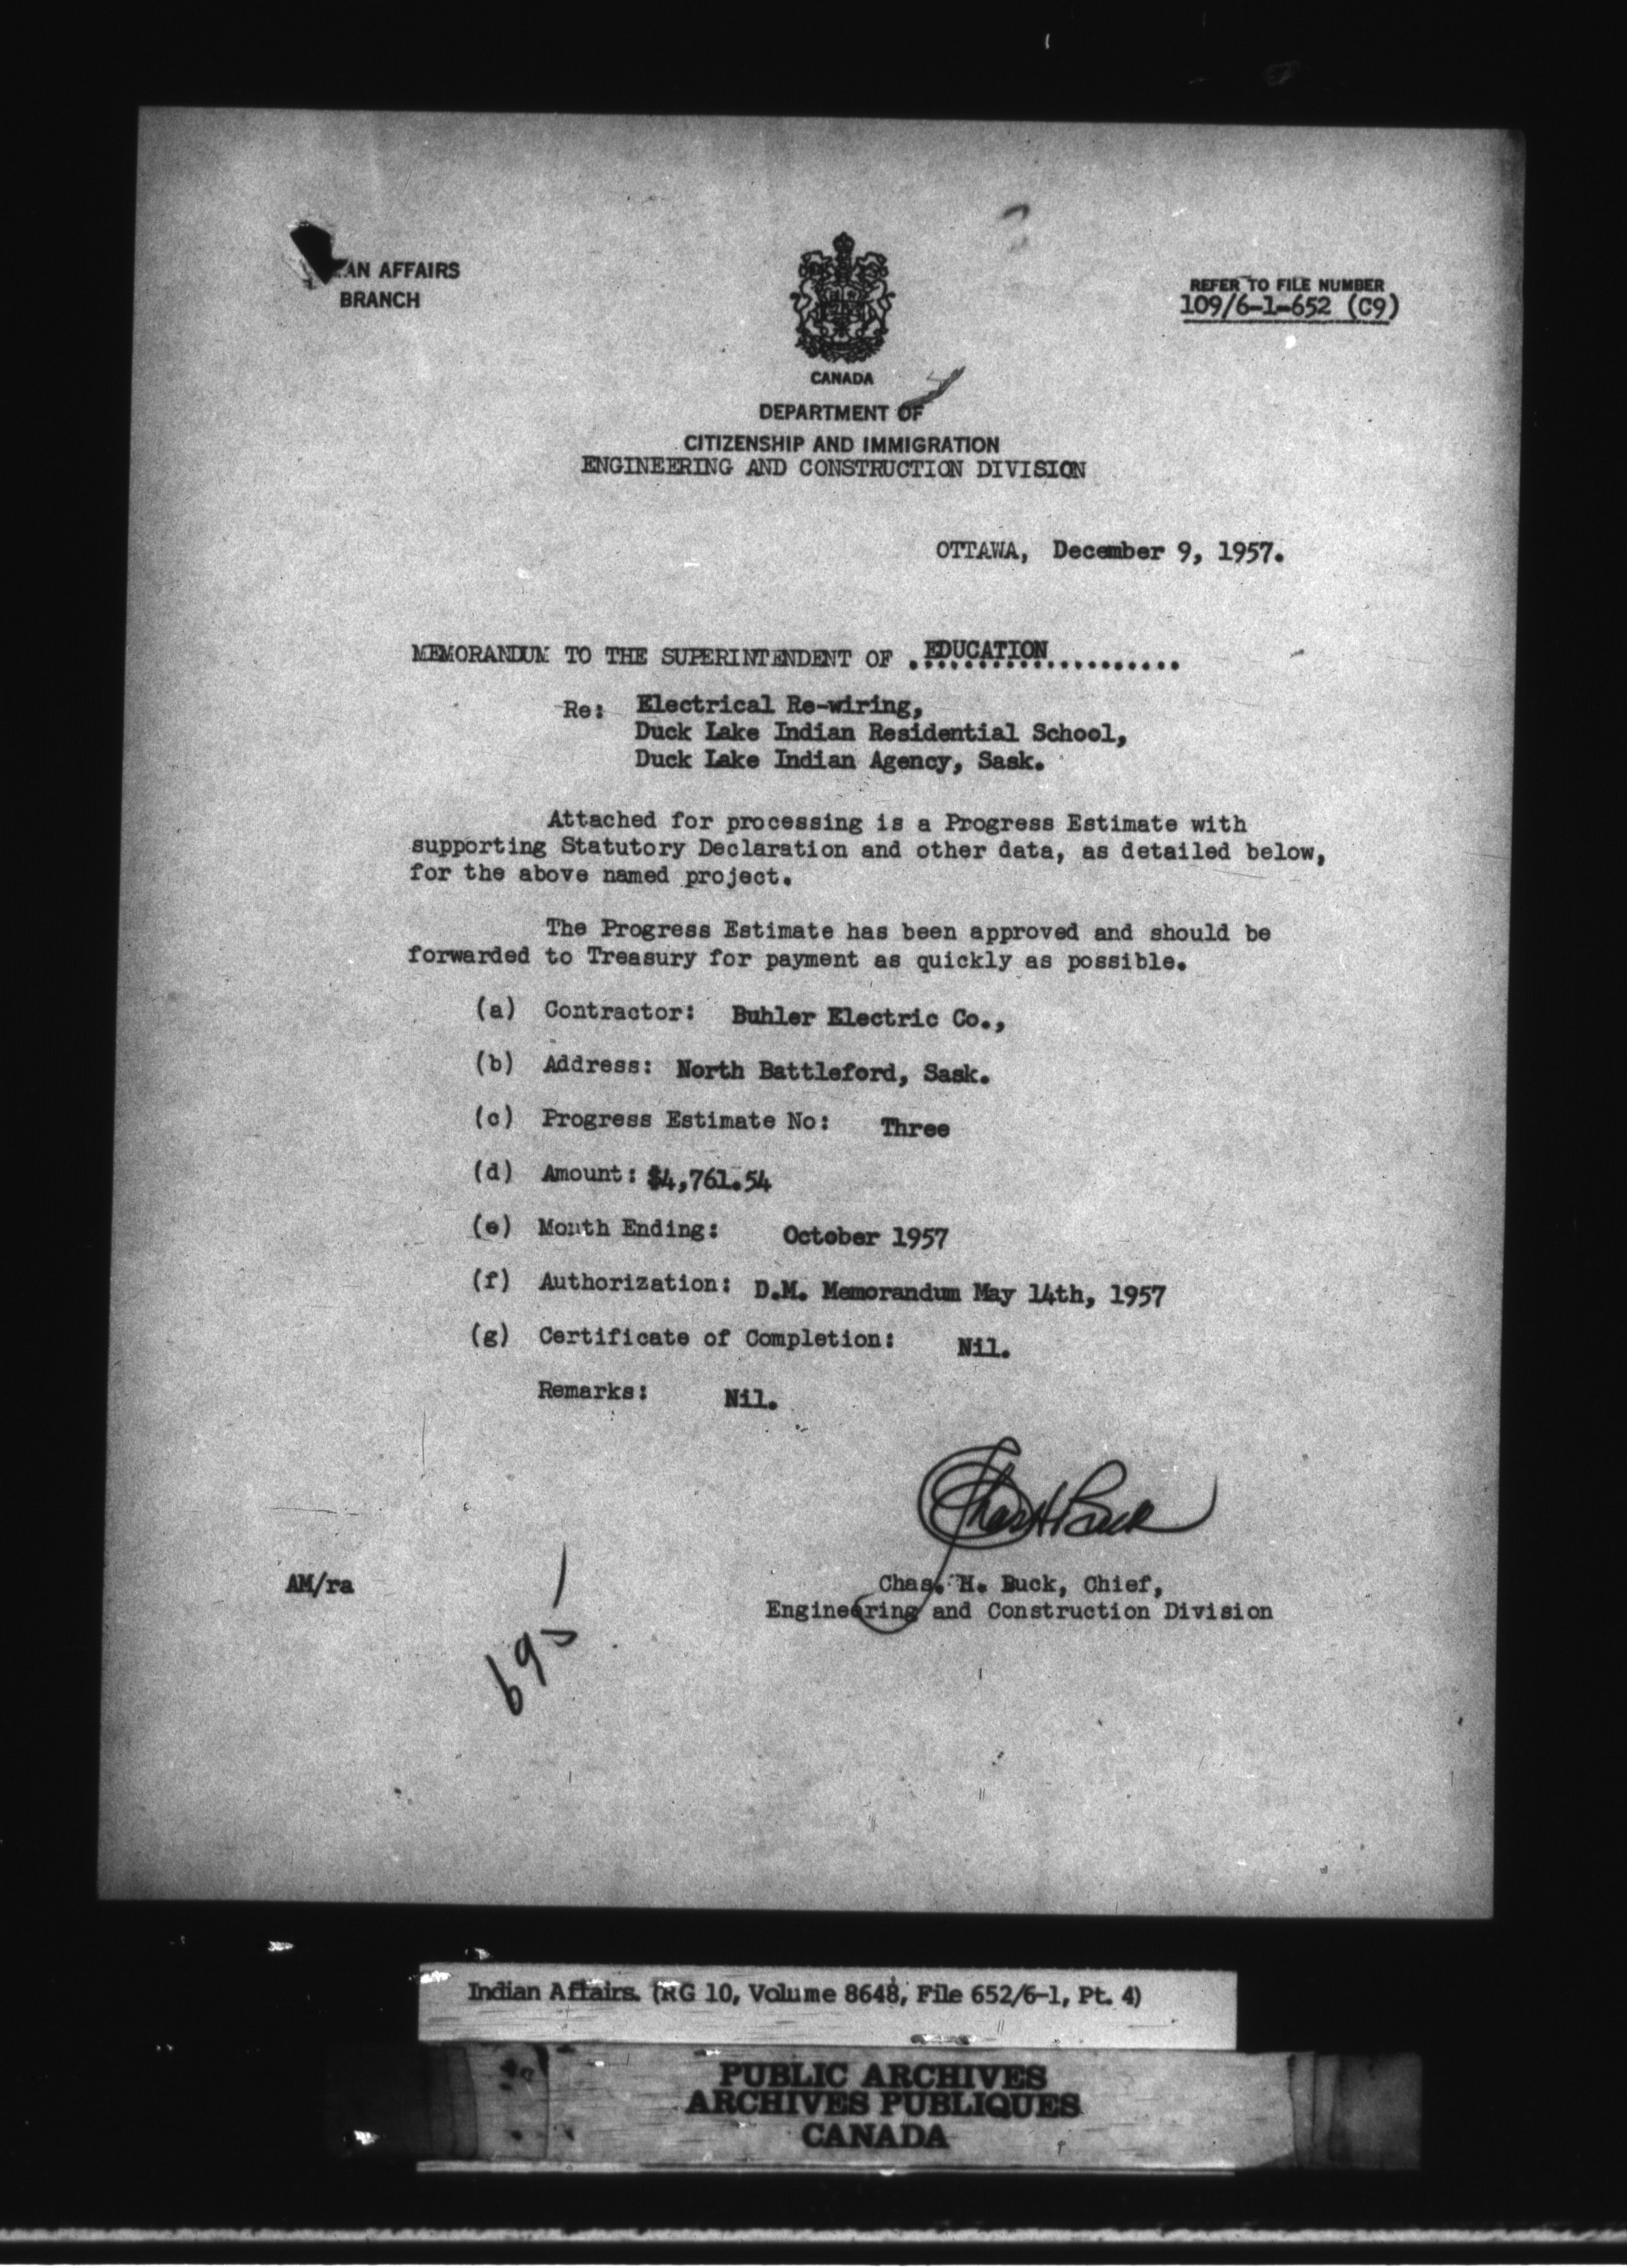 AN AFFAIRS
BRANCH
REFER TO FILE NUMBER
109/6-1-652 (C9)
CANADA
DEPARTMENT OF
CITIZENSHIP AND IMMIGRATION
ENGINEERING AND CONSTRUCTION DIVISION
OTTAWA, December 9, 1957.
MEMORANDUM TO THE SUPERINTENDENT OF .EDUCATION...................
Re: Electrical Re-wiring,
Duck Lake Indian Residential School,
Duck Lake Indian Agency, Sask.
Attached for processing is a Progress Estimate with
supporting Statutory Declaration and other data, as detailed below,
for the above named project.
The Progress Estimate has been approved and should be
forwarded to Treasury for payment as quickly as possible.
(a) Contractor: Buhler Electric Co.,
(b) Address: North Battleford, Sask.
(c) Progress Estimate No: Three
(d) Amount: $4,761.54
(e) Month Ending: October 1957
(f) Authorization: D.M. Memorandum May 14th, 1957
(g) Certificate of Completion: Nil.
Remarks: Nil.
Chas H Buck
AM/ra
Chas. H. Buck, Chief,
Engineering and Construction Division
695
Indian Affairs. (RG 10, Volume 8648, File 652/6-1, Pt. 4)
PUBLIC ARCHIVES
ARCHIVES PUBLIQUES
CANADA